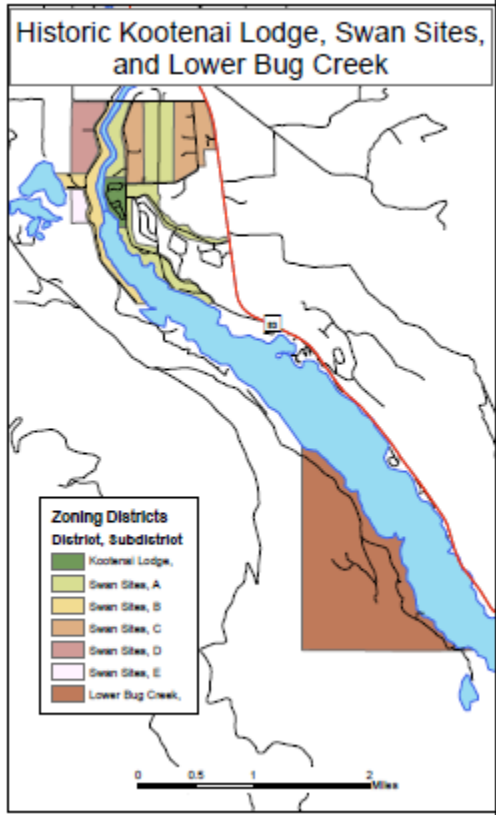 Historic Kootenai Lodge, Swan Sites,
and Lower Bug Creek
83
Zoning Districts
District, Subdistrict
Kootenai Lodge,
Swan Sites, A
Swan Sites, B
Swan Sites, C
Swan Sites, D
Swan Sites, E
Lower Bug Creek,
0 0.5 1 2
Miles